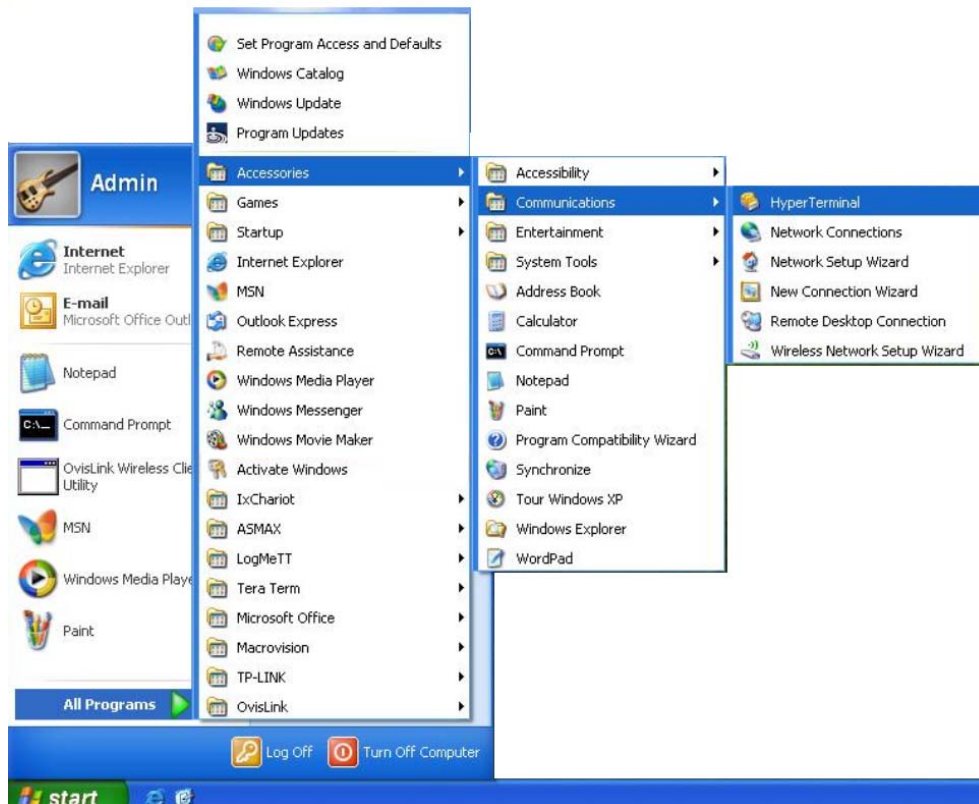 Admin
Internet
Internet Explorer
E-mail
Microsoft Office Outl
Notepad
C:\_
Command Prompt
OvisLink Wireless Clie
Utility
MSN
Windows Media Playe
Paint
All Programs
Set Program Access and Defaults
Windows Catalog
Windows Update
Program Updates
Accessories
Games
Startup
Internet Explorer
MSN
Outlook Express
Remote Assistance
Windows Media Player
Windows Messenger
Windows Movie Maker
Activate Windows
IxChariot
ASMAX
LogMeTT
Tera Term
Microsoft Office
Macrovision
TP-LINK
OvisLink
Accessibility
Communications
Entertainment
System Tools
Address Book
Calculator
Command Prompt
Notepad
Paint
Program Compatibility Wizard
Synchronize
Tour Windows XP
Windows Explorer
WordPad
HyperTerminal
Network Connections
Network Setup Wizard
New Connection Wizard
Remote Desktop Connection
Wireless Network Setup Wizard
Log Off
Turn Off Computer
start